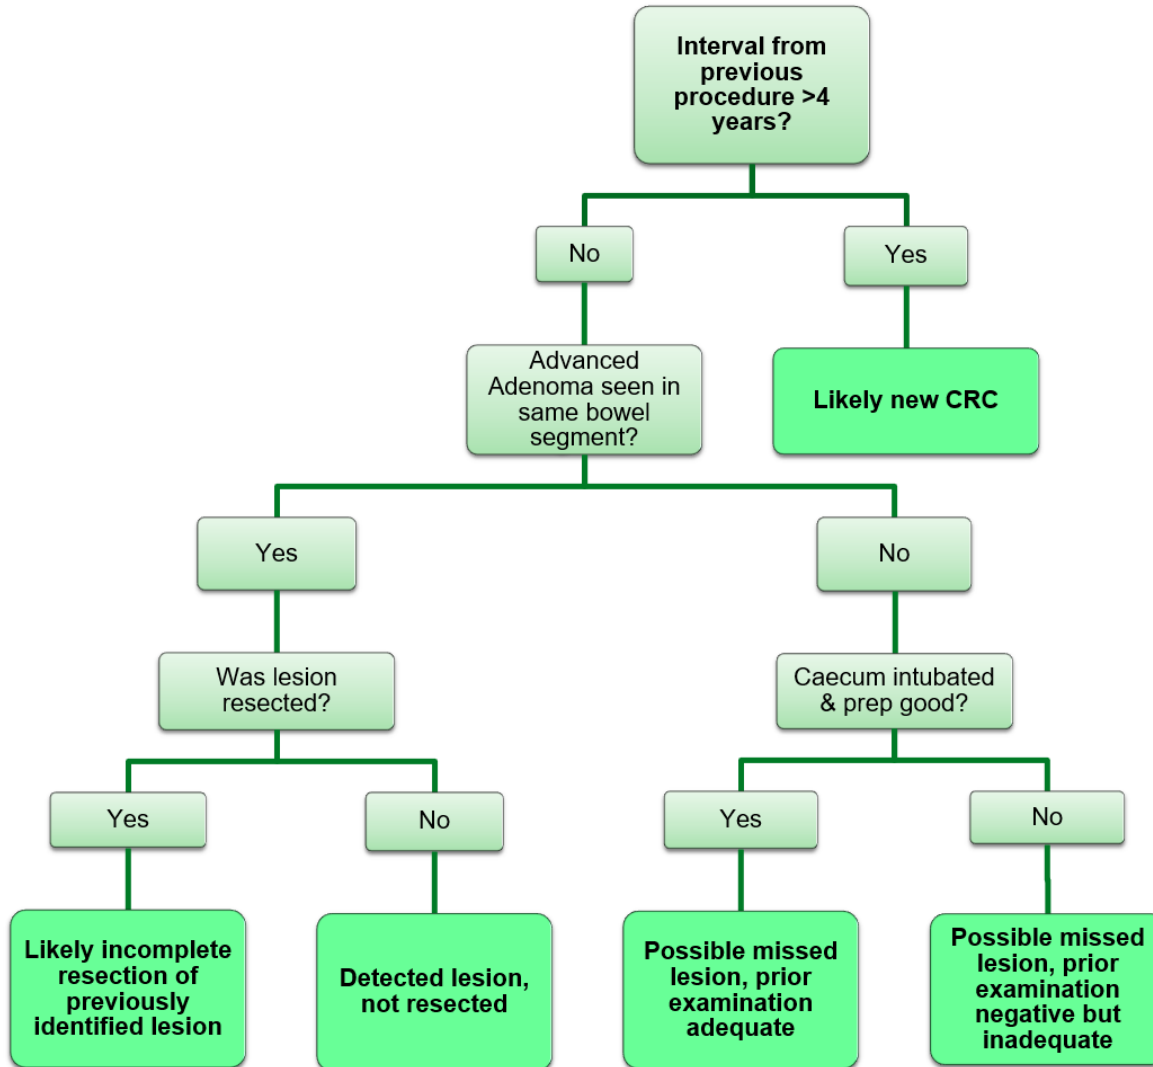 Interval from
previous
procedure >4
years?
No
Yes
Advanced
Adenoma seen in
same bowel
segment?
Likely new CRC
Yes
No
Was lesion
resected?
Caecum intubated
& prep good?
Yes
No
Yes
No
Likely incomplete
resection of
previously
identified lesion
Detected lesion,
not resected
Possible missed
lesion, prior
examination
adequate
Possible missed
lesion, prior
examination
negative but
inadequate